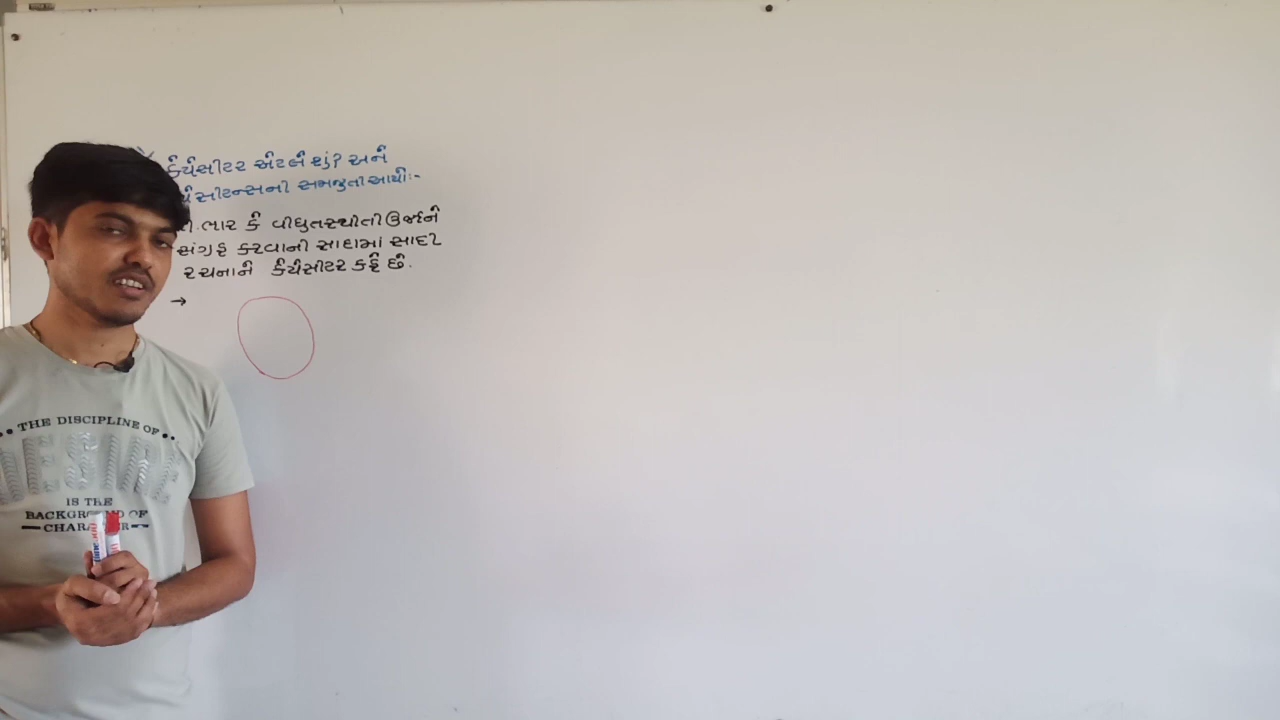 કેપેસીટર એટલે શું? અને
પેસીટન્સની સમજુતી આપો:-
વિ.ભાર કે વીધુતસ્થીતી ઉર્જાને
સંગ્રહ કરવાની સાદામાં સાદી
રચનાને કેપેસીટર કહે છે.
→
THE DISCIPLINE OF
DESIRE
IS THE
BACKGROUND OF
CHARACTER